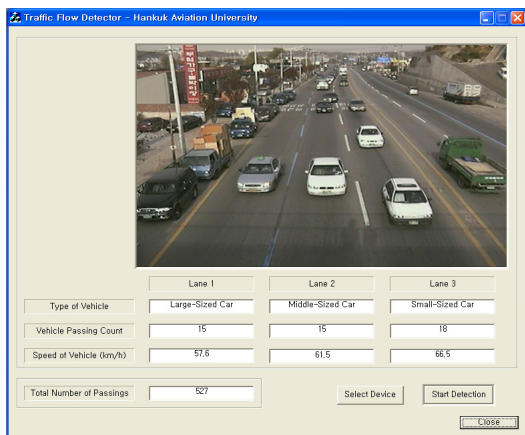 Traffic Flow Detector - Hankuk Aviation University
Lane 1 Lane 2 Lane 3
Type of Vehicle Large-Sized Car Middle-Sized Car Small-Sized Car
Vehicle Passing Count 15 15 18
Speed of Vehicle (km/h) 57,6 61,5 66,5
Total Number of Passings 527 Select Device Start Detection
Close